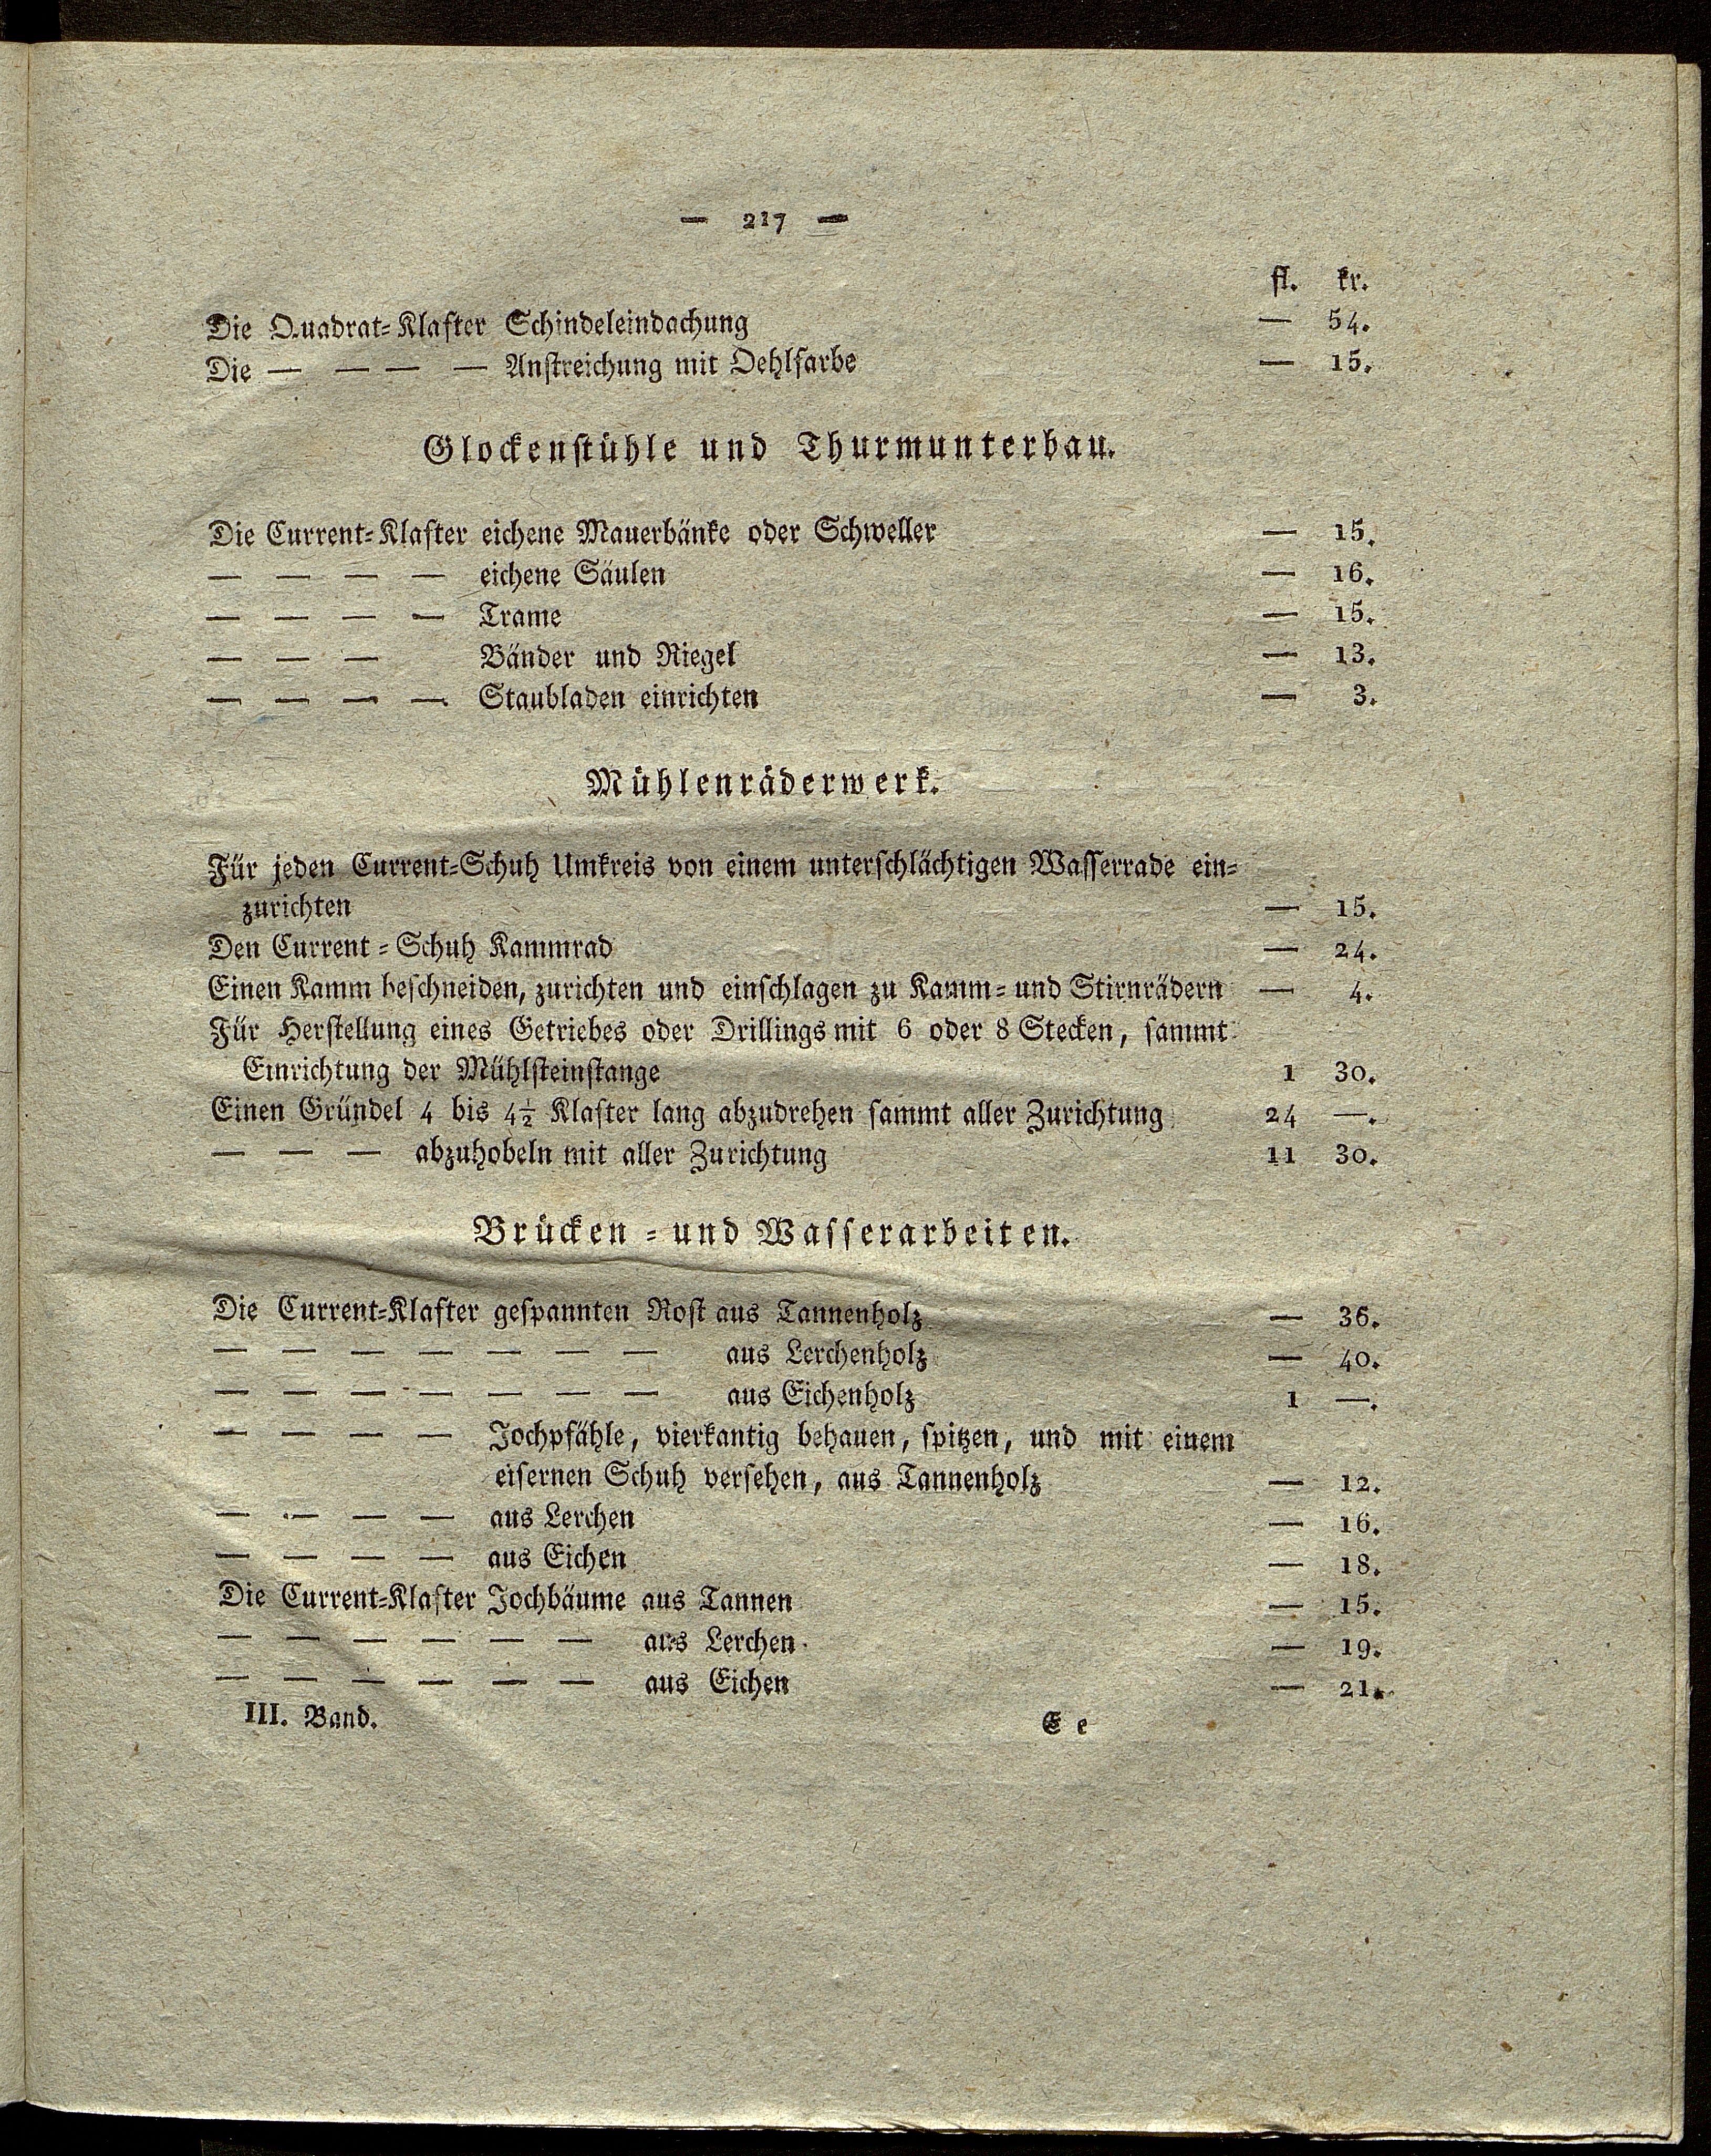 — 217 —
fl. kr.
Die Quadrat-Klafter Schindeleindachung — 54.
Die — — — — Anstreichung mit Oehlfarbe — 15.
Glockenstühle und Thurmunterbau.
Die Current-Klafter eichene Mauerbänke oder Schweller — 15.
— — — — eichene Säulen — 16.
— — — — Trame — 15.
— — — Bänder und Riegel — 13.
— — — — Staubladen einrichten — 3.
Mühlenräderwerk.
Für jeden Current-Schuh Umkreis von einem unterschlächtigen Wasserrade ein-
zurichten — 15.
Den Current-Schuh Kammrad — 24.
Einen Kamm beschneiden, zurichten und einschlagen zu Kamm- und Stirnrädern — 4.
Für Herstellung eines Getriebes oder Drillings mit 6 oder 8 Stecken, sammt
Einrichtung der Mühlsteinstange 1 30.
Einen Gründel 4 bis 4½ Klafter lang abzudrehen sammt aller Zurichtung 24 —.
— — — abzuhobeln mit aller Zurichtung 11 30.
Brücken- und Wasserarbeiten.
Die Current-Klafter gespannten Rost aus Tannenholz — 36.
— — — — — — — aus Lerchenholz — 40.
— — — — — — — aus Eichenholz 1 —.
— — — — Jochpfähle, vierkantig behauen, spitzen, und mit einem
eisernen Schuh versehen, aus Tannenholz — 12.
— — — — aus Lerchen — 16.
— — — — aus Eichen — 18.
Die Current-Klafter Jochbäume aus Tannen — 15.
— — — — — — aus Lerchen — 19.
— — — — — — aus Eichen — 21.
III. Band. E e